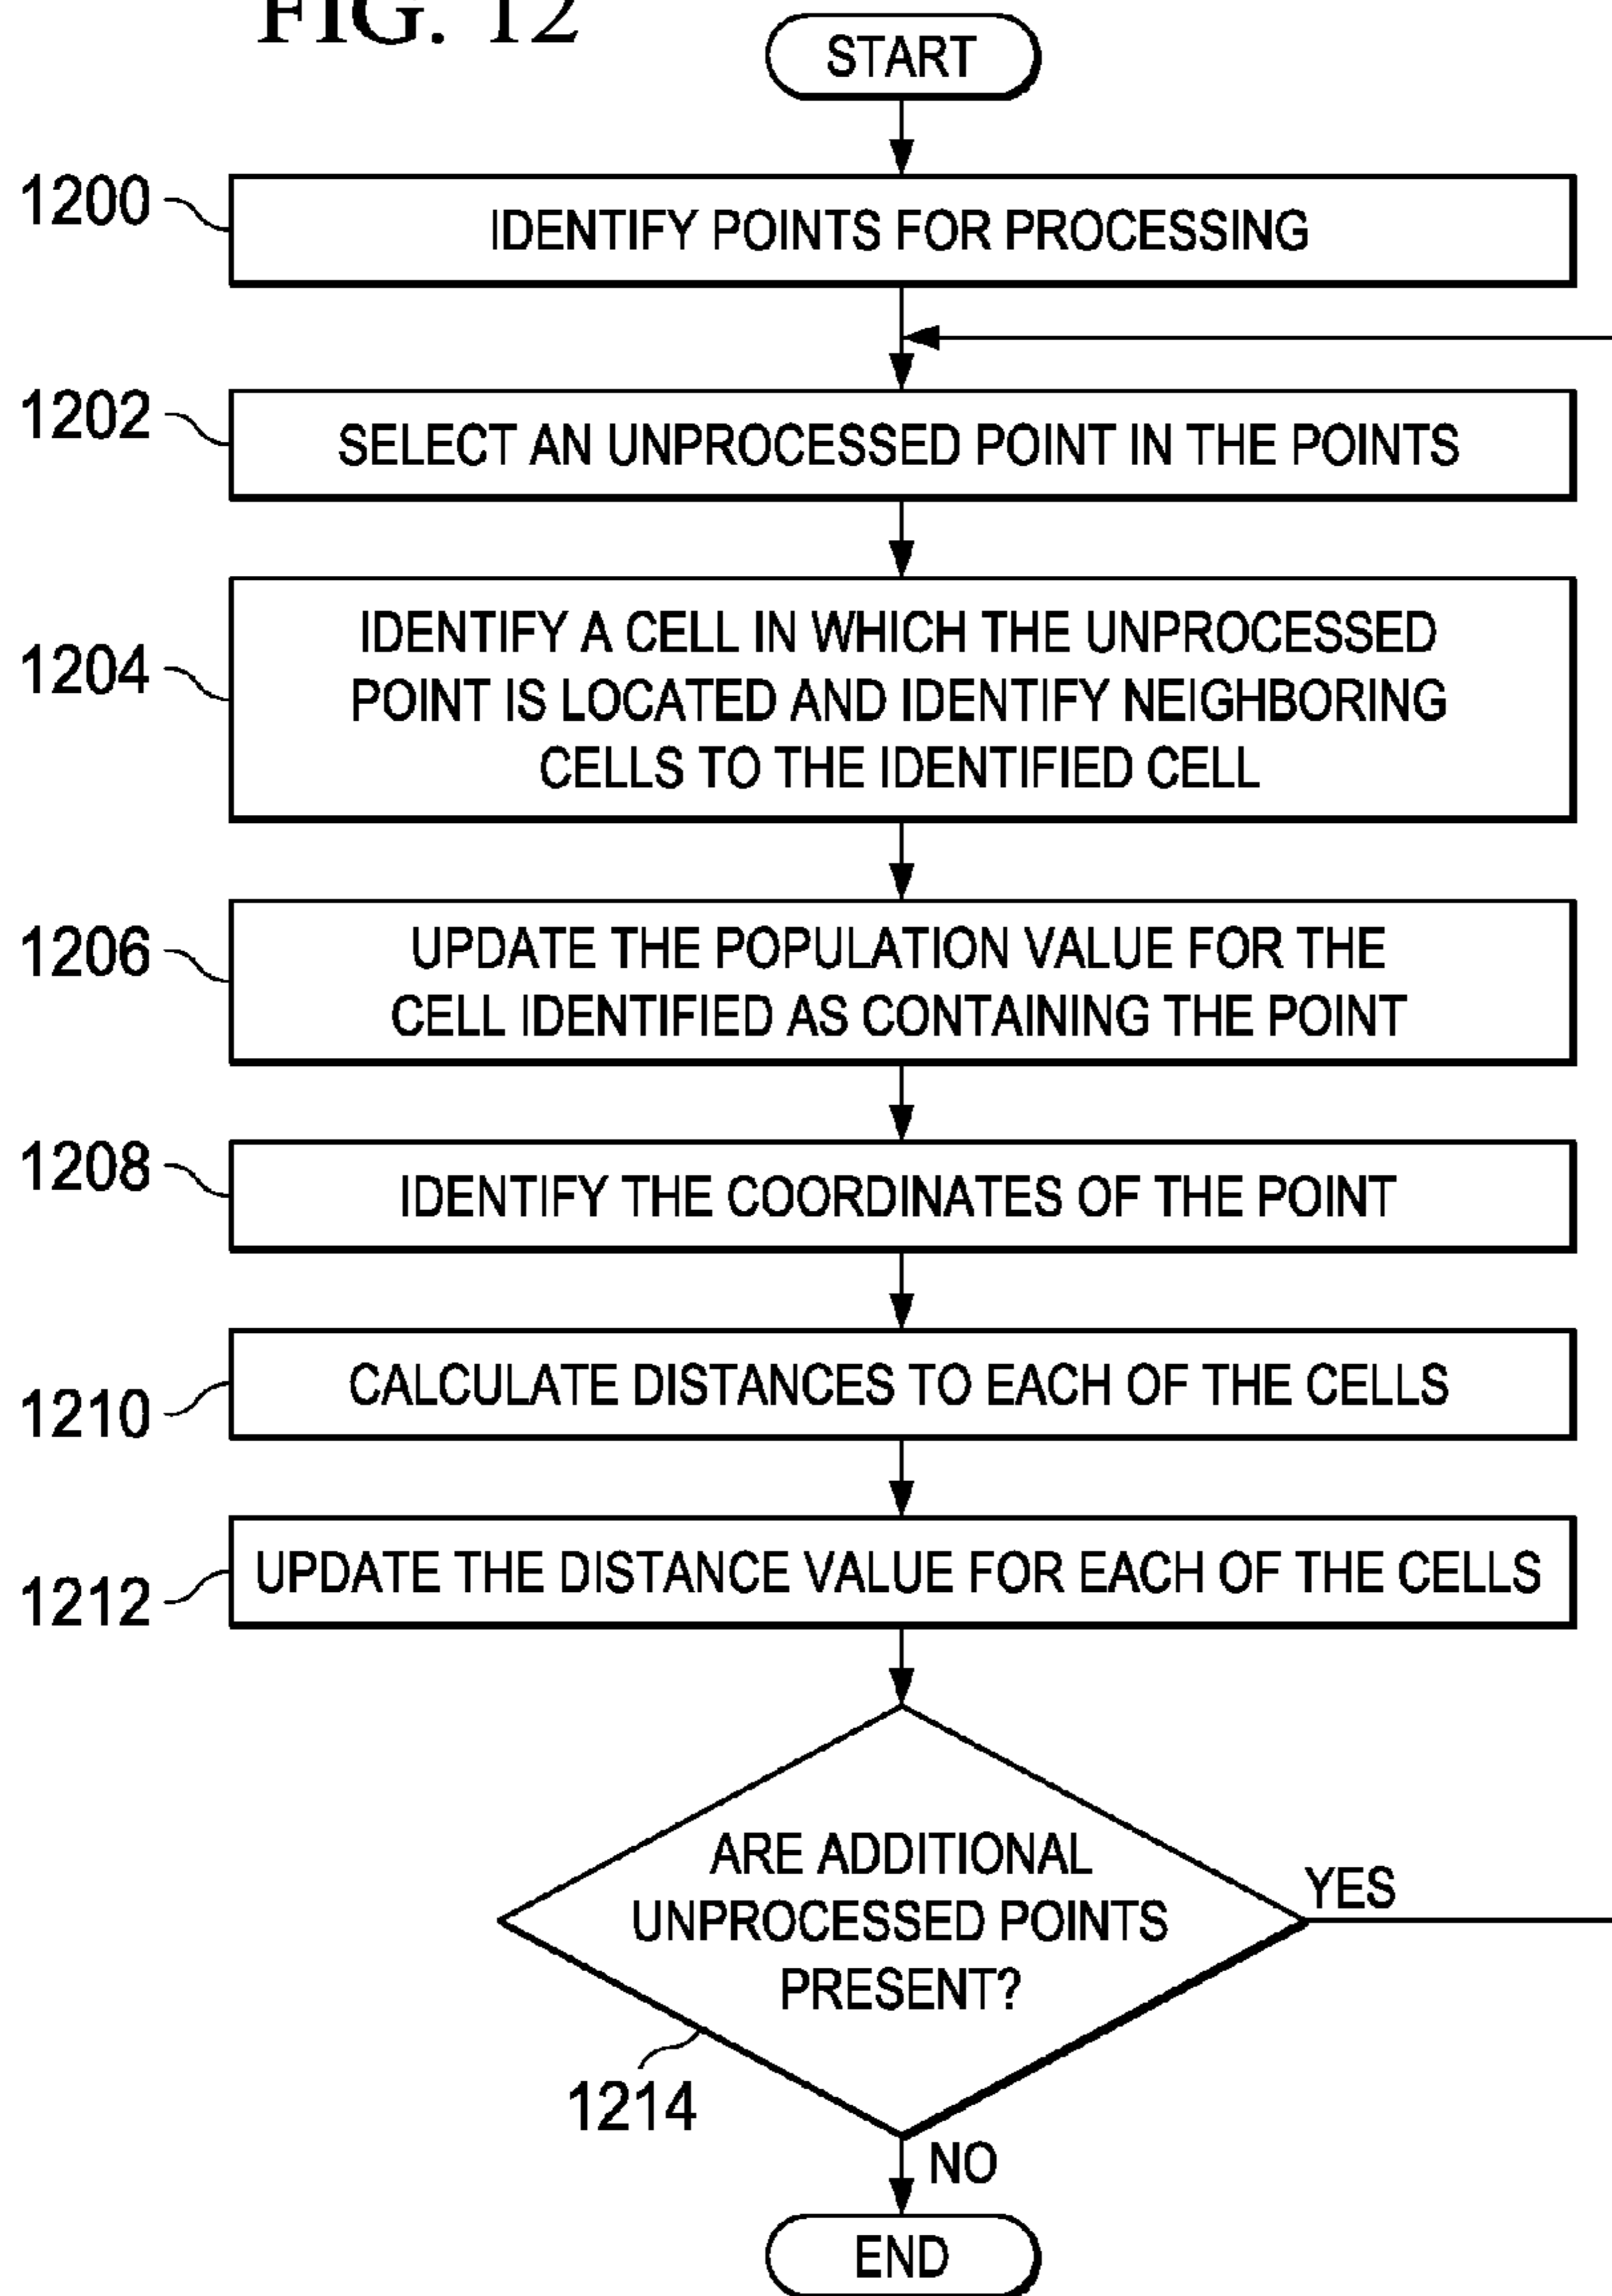 FIG. 12
START
1200
IDENTIFY POINTS FOR PROCESSING
1202
SELECT AN UNPROCESSED POINT IN THE POINTS
1204
IDENTIFY A CELL IN WHICH THE UNPROCESSED
POINT IS LOCATED AND IDENTIFY NEIGHBORING
CELLS TO THE IDENTIFIED CELL
1206
UPDATE THE POPULATION VALUE FOR THE
CELL IDENTIFIED AS CONTAINING THE POINT
1208
IDENTIFY THE COORDINATES OF THE POINT
1210
CALCULATE DISTANCES TO EACH OF THE CELLS
1212
UPDATE THE DISTANCE VALUE FOR EACH OF THE CELLS
ARE ADDITIONAL
UNPROCESSED POINTS
PRESENT?
YES
1214
NO
END